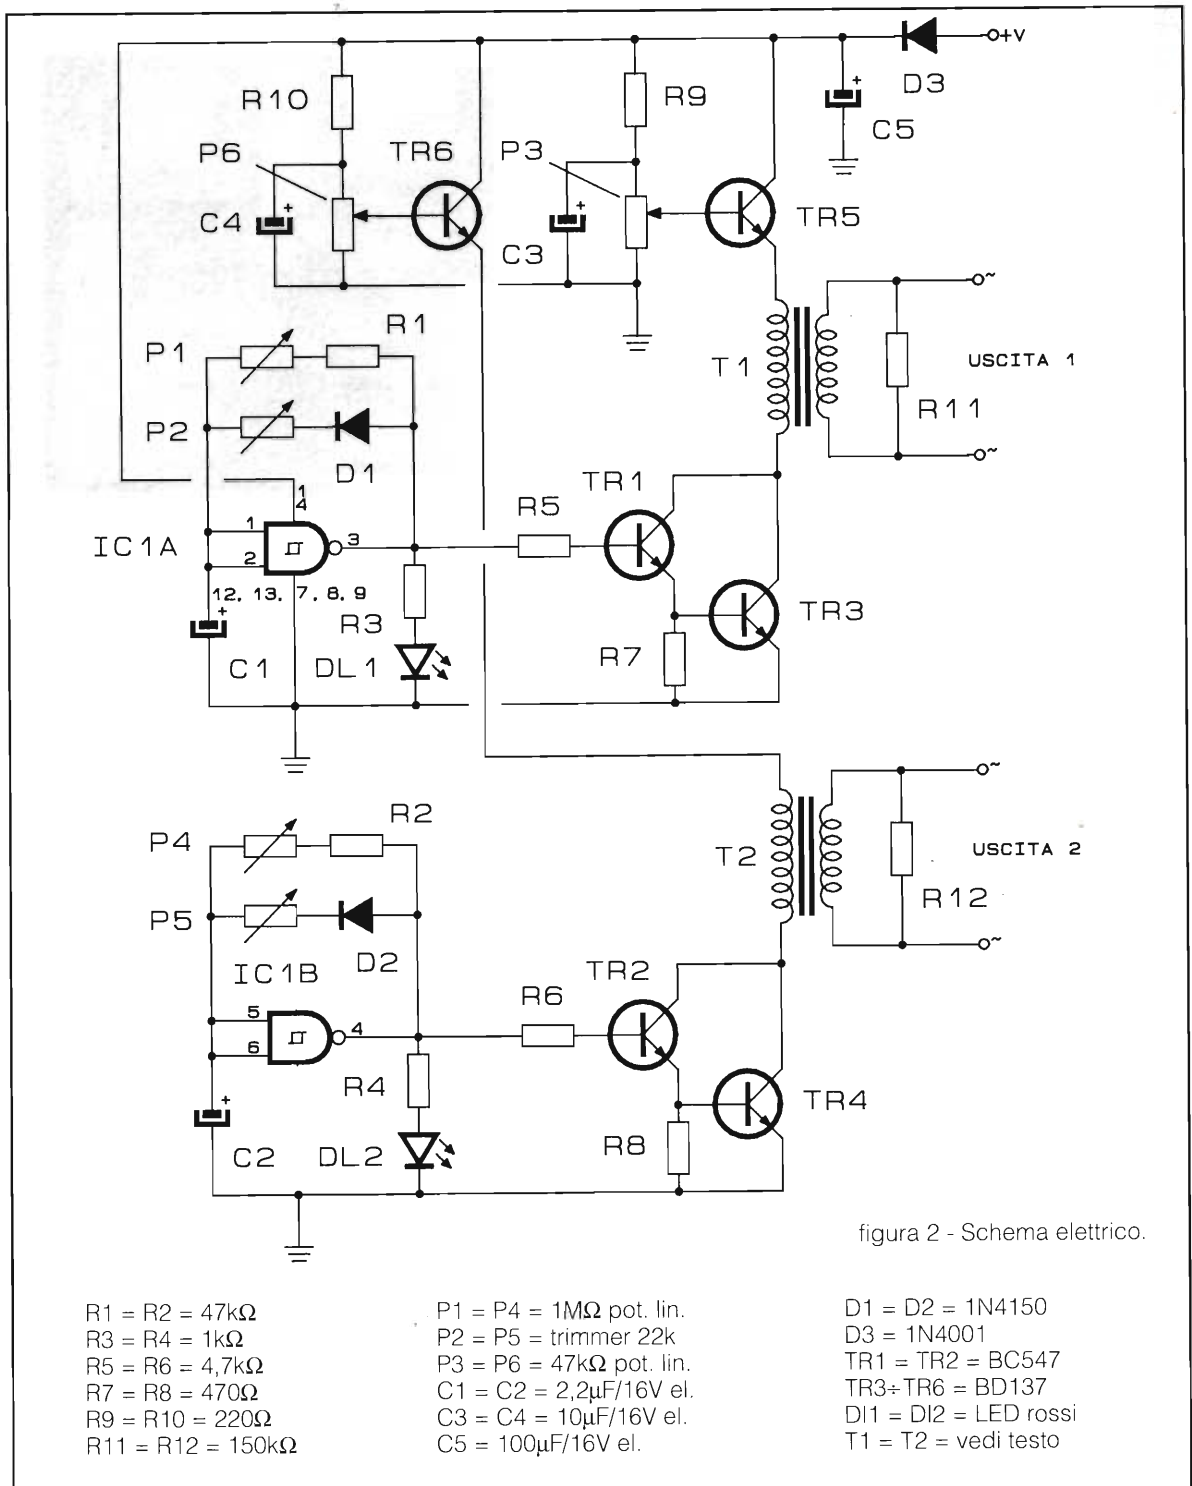 +V
D3
R10
R9
C5
P6
TR6
P3
+
C4
+
C3
+
TR5
R1
P1
T1
USCITA 1
R11
~
~
P2
D1
1
4
TR1
R5
IC1A
1
2
3
12, 13, 7, 8, 9
+
R3
TR3
R7
C1
DL1
R2
P4
T2
USCITA 2
R12
~
~
P5
D2
IC1B
TR2
R6
5
6
4
R4
TR4
+
C2
DL2
R8
figura 2 - Schema elettrico.
R1 = R2 = 47kΩ
R3 = R4 = 1kΩ
R5 = R6 = 4,7kΩ
R7 = R8 = 470Ω
R9 = R10 = 220Ω
R11 = R12 = 150kΩ
P1 = P4 = 1MΩ pot. lin.
P2 = P5 = trimmer 22k
P3 = P6 = 47kΩ pot. lin.
C1 = C2 = 2,2µF/16V el.
C3 = C4 = 10µF/16V el.
C5 = 100µF/16V el.
D1 = D2 = 1N4150
D3 = 1N4001
TR1 = TR2 = BC547
TR3÷TR6 = BD137
Dl1 = Dl2 = LED rossi
T1 = T2 = vedi testo